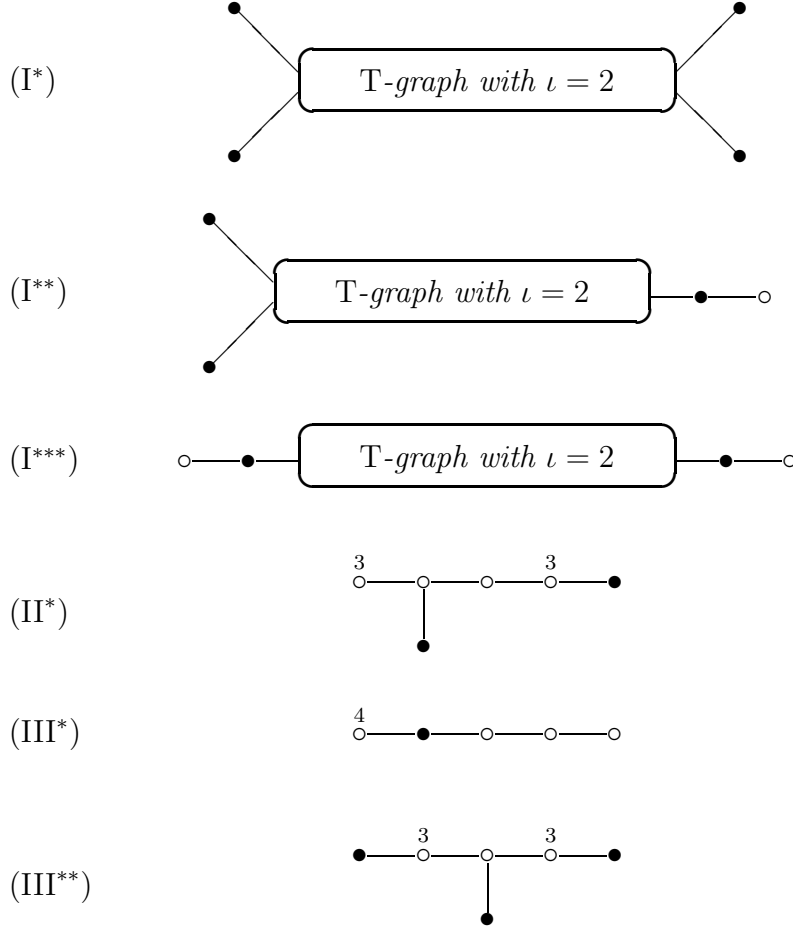 (I*) T-graph with ι = 2
(I**) T-graph with ι = 2
(I***) T-graph with ι = 2
3 3
(II*)
4
(III*)
3 3
(III**)